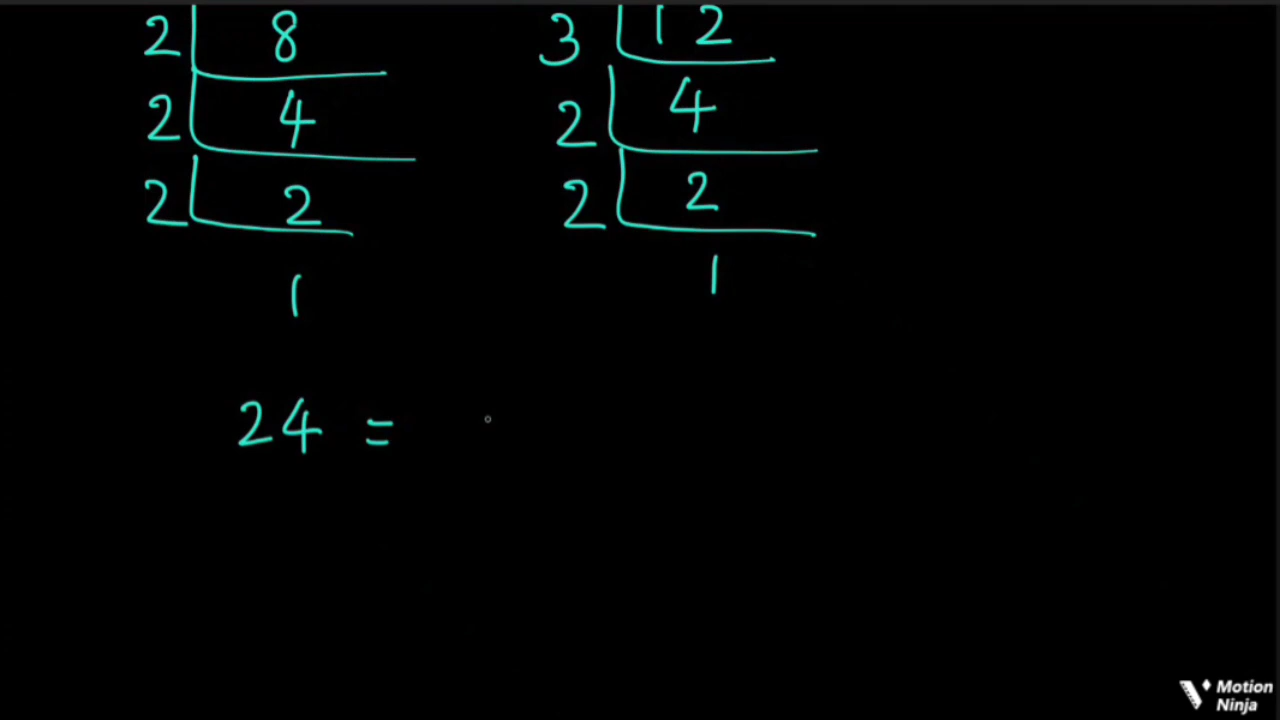 2 8 3 12
2 4 2 4
2 2 2 2
1 1
24 =
Motion
Ninja